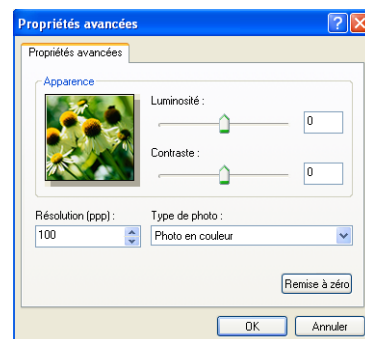 Propriétés avancées
Propriétés avancées
Apparence
Luminosité :
0
Contraste :
0
Résolution (ppp) :
Type de photo :
100
Photo en couleur
Remise à zéro
OK
Annuler